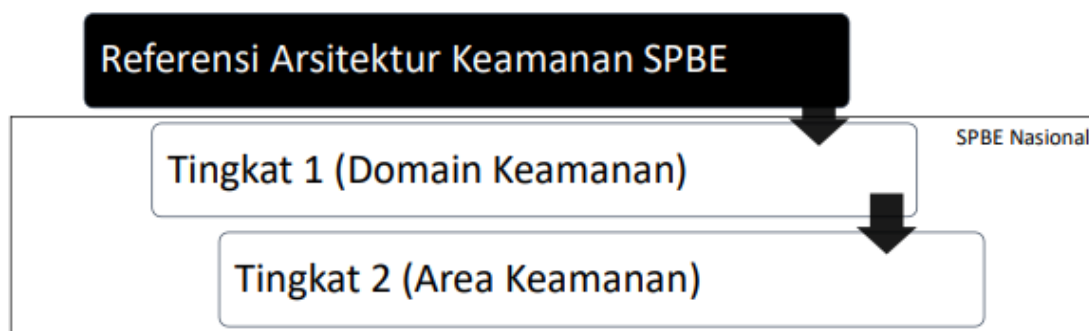 Referensi Arsitektur Keamanan SPBE
SPBE Nasional
Tingkat 1 (Domain Keamanan)
Tingkat 2 (Area Keamanan)